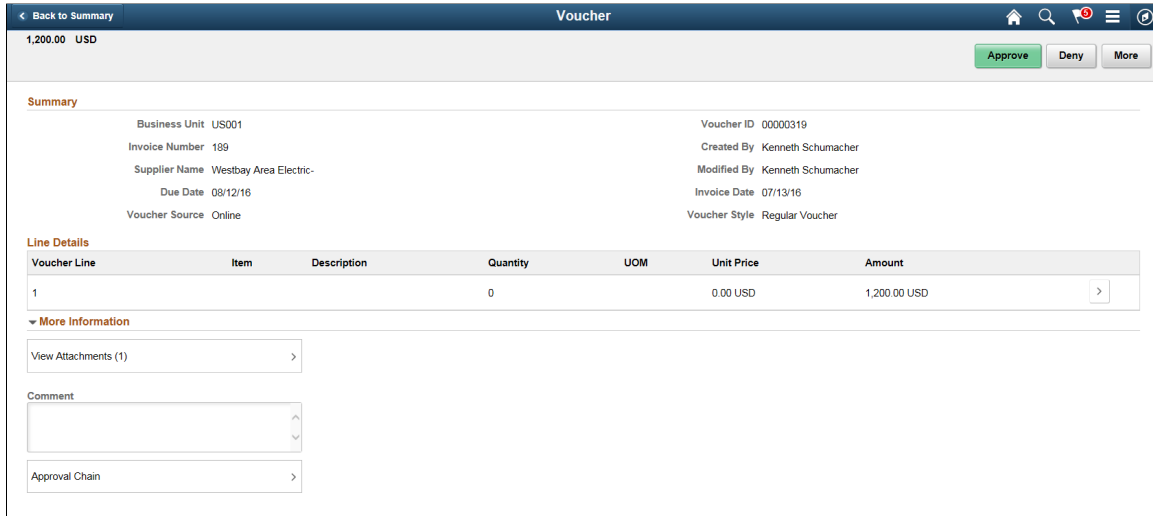 Back to Summary
Voucher
5
1,200.00 USD
Approve
Deny
More
Summary
Business Unit US001
Voucher ID 00000319
Invoice Number 189
Created By Kenneth Schumacher
Supplier Name Westbay Area Electric-
Modified By Kenneth Schumacher
Due Date 08/12/16
Invoice Date 07/13/16
Voucher Source Online
Voucher Style Regular Voucher
Line Details
Voucher Line Item Description Quantity UOM Unit Price Amount
1 0 0.00 USD 1,200.00 USD
More Information
View Attachments (1)
Comment
Approval Chain